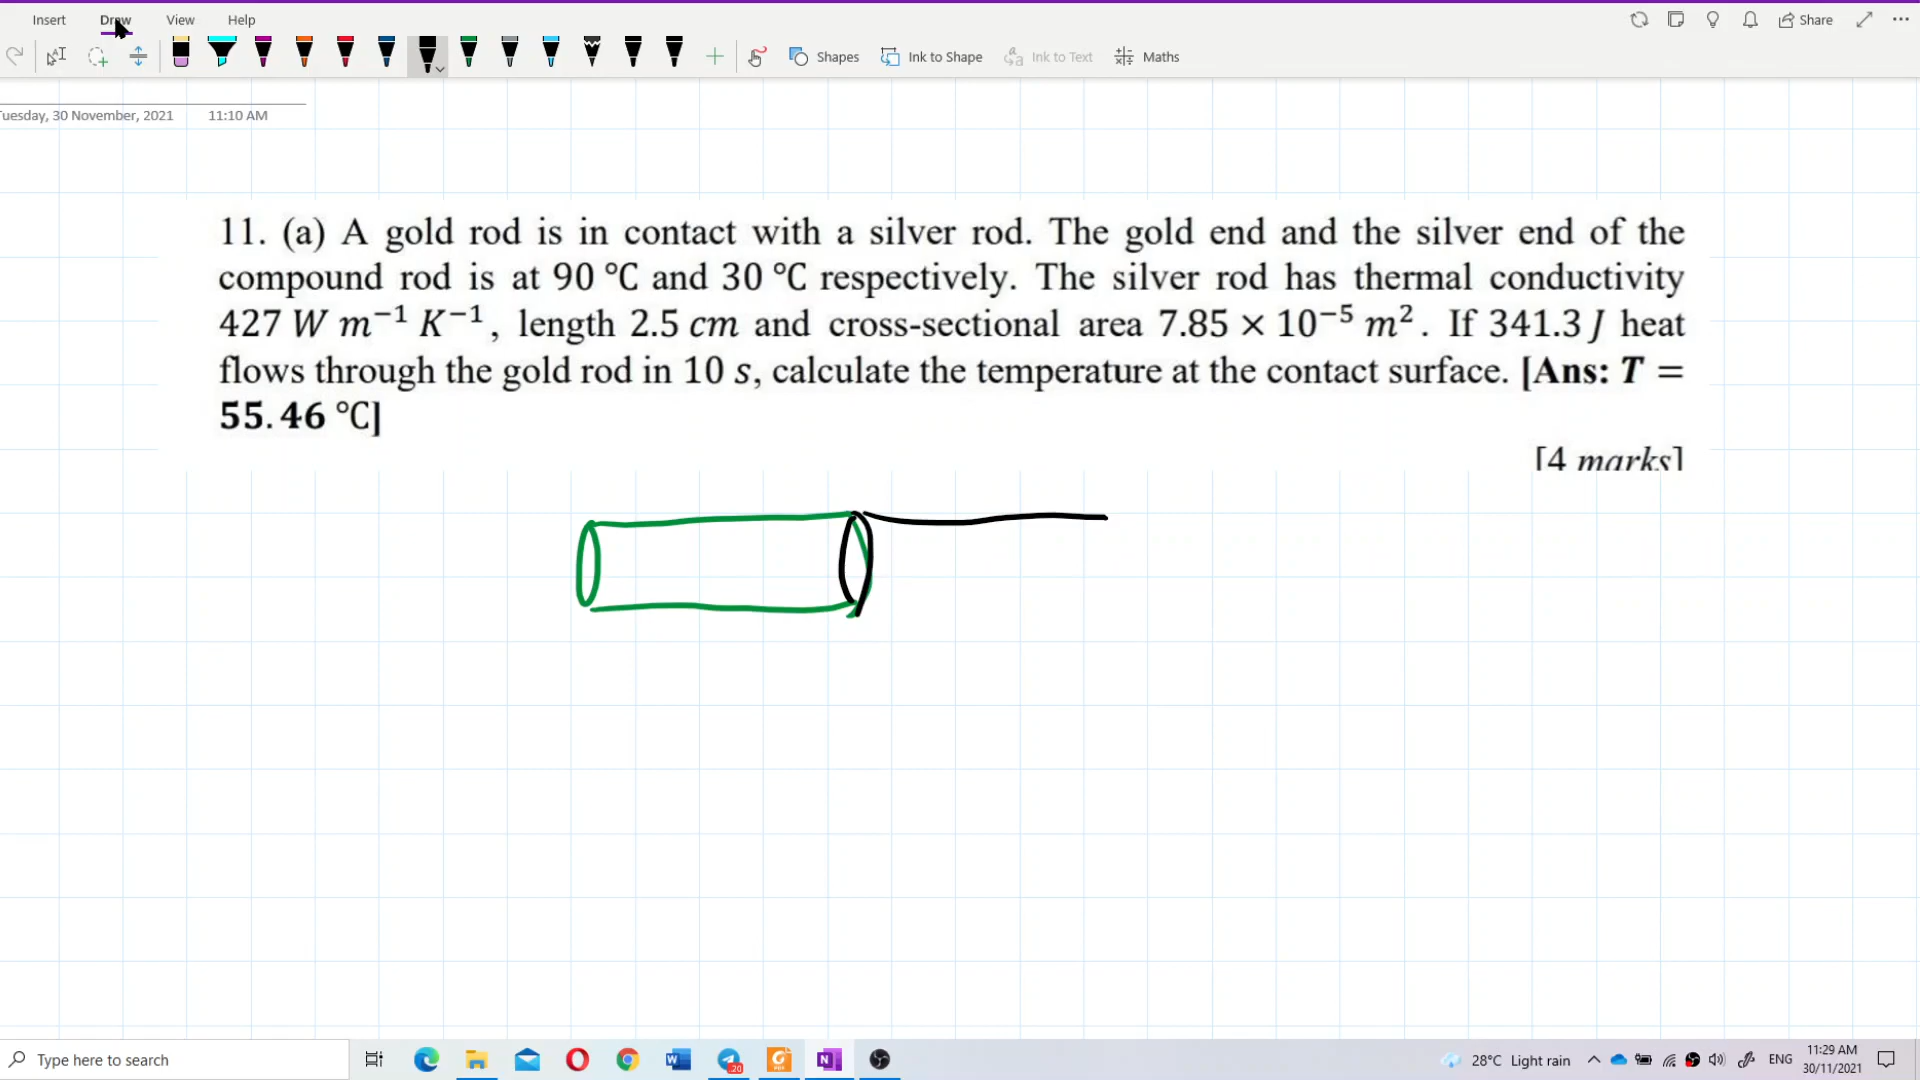 Insert Draw View Help Share
Shapes Ink to Shape Ink to Text Maths
Tuesday, 30 November, 2021 11:10 AM
11. (a) A gold rod is in contact with a silver rod. The gold end and the silver end of the
compound rod is at 90 °C and 30 °C respectively. The silver rod has thermal conductivity
427 W m⁻¹ K⁻¹, length 2.5 cm and cross-sectional area 7.85 × 10⁻⁵ m². If 341.3 J heat
flows through the gold rod in 10 s, calculate the temperature at the contact surface. [Ans: T =
55.46 °C]
[4 marks]
Type here to search 20 28°C Light rain ENG 11:29 AM
30/11/2021